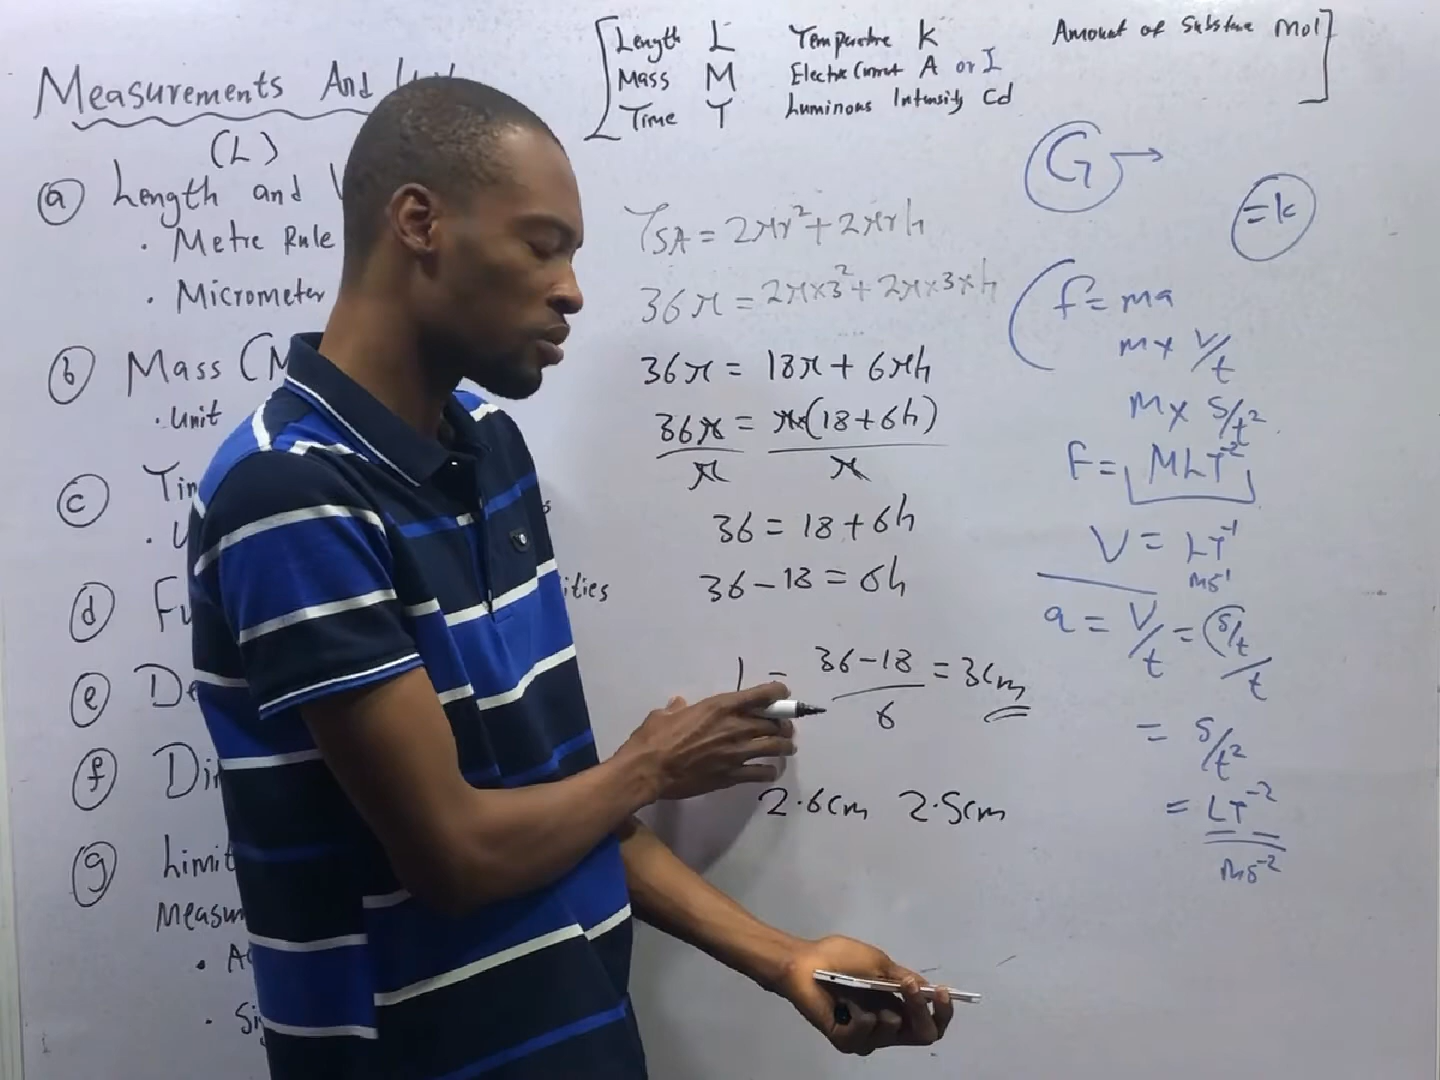 Measurements And
(L)
ⓐ Length and
· Metre Rule
· Micrometer
ⓑ Mass (M
· Unit
ⓒ
ⓓ
ities
ⓔ
ⓕ
ⓖ Limit
Measur
Length L Temperature K Amount of Substance Mol
Mass M Electric Current A or I
Time T Luminous Intensity Cd
TSA = 2πr² + 2πrh
36π = 2π×3² + 2π×3×h
36π = 18π + 6πh
36π/π = π(18+6h)/π
36 = 18 + 6h
36 - 18 = 6h
= (36-18)/6 = 3cm
2.6cm 2.5cm
G →
= k
f = ma
m × v/t
m × s/t²
F = MLT⁻²
V = LT⁻¹
ms⁻¹
a = v/t = (s/t)/t
= s/t²
= LT⁻²
ms⁻²